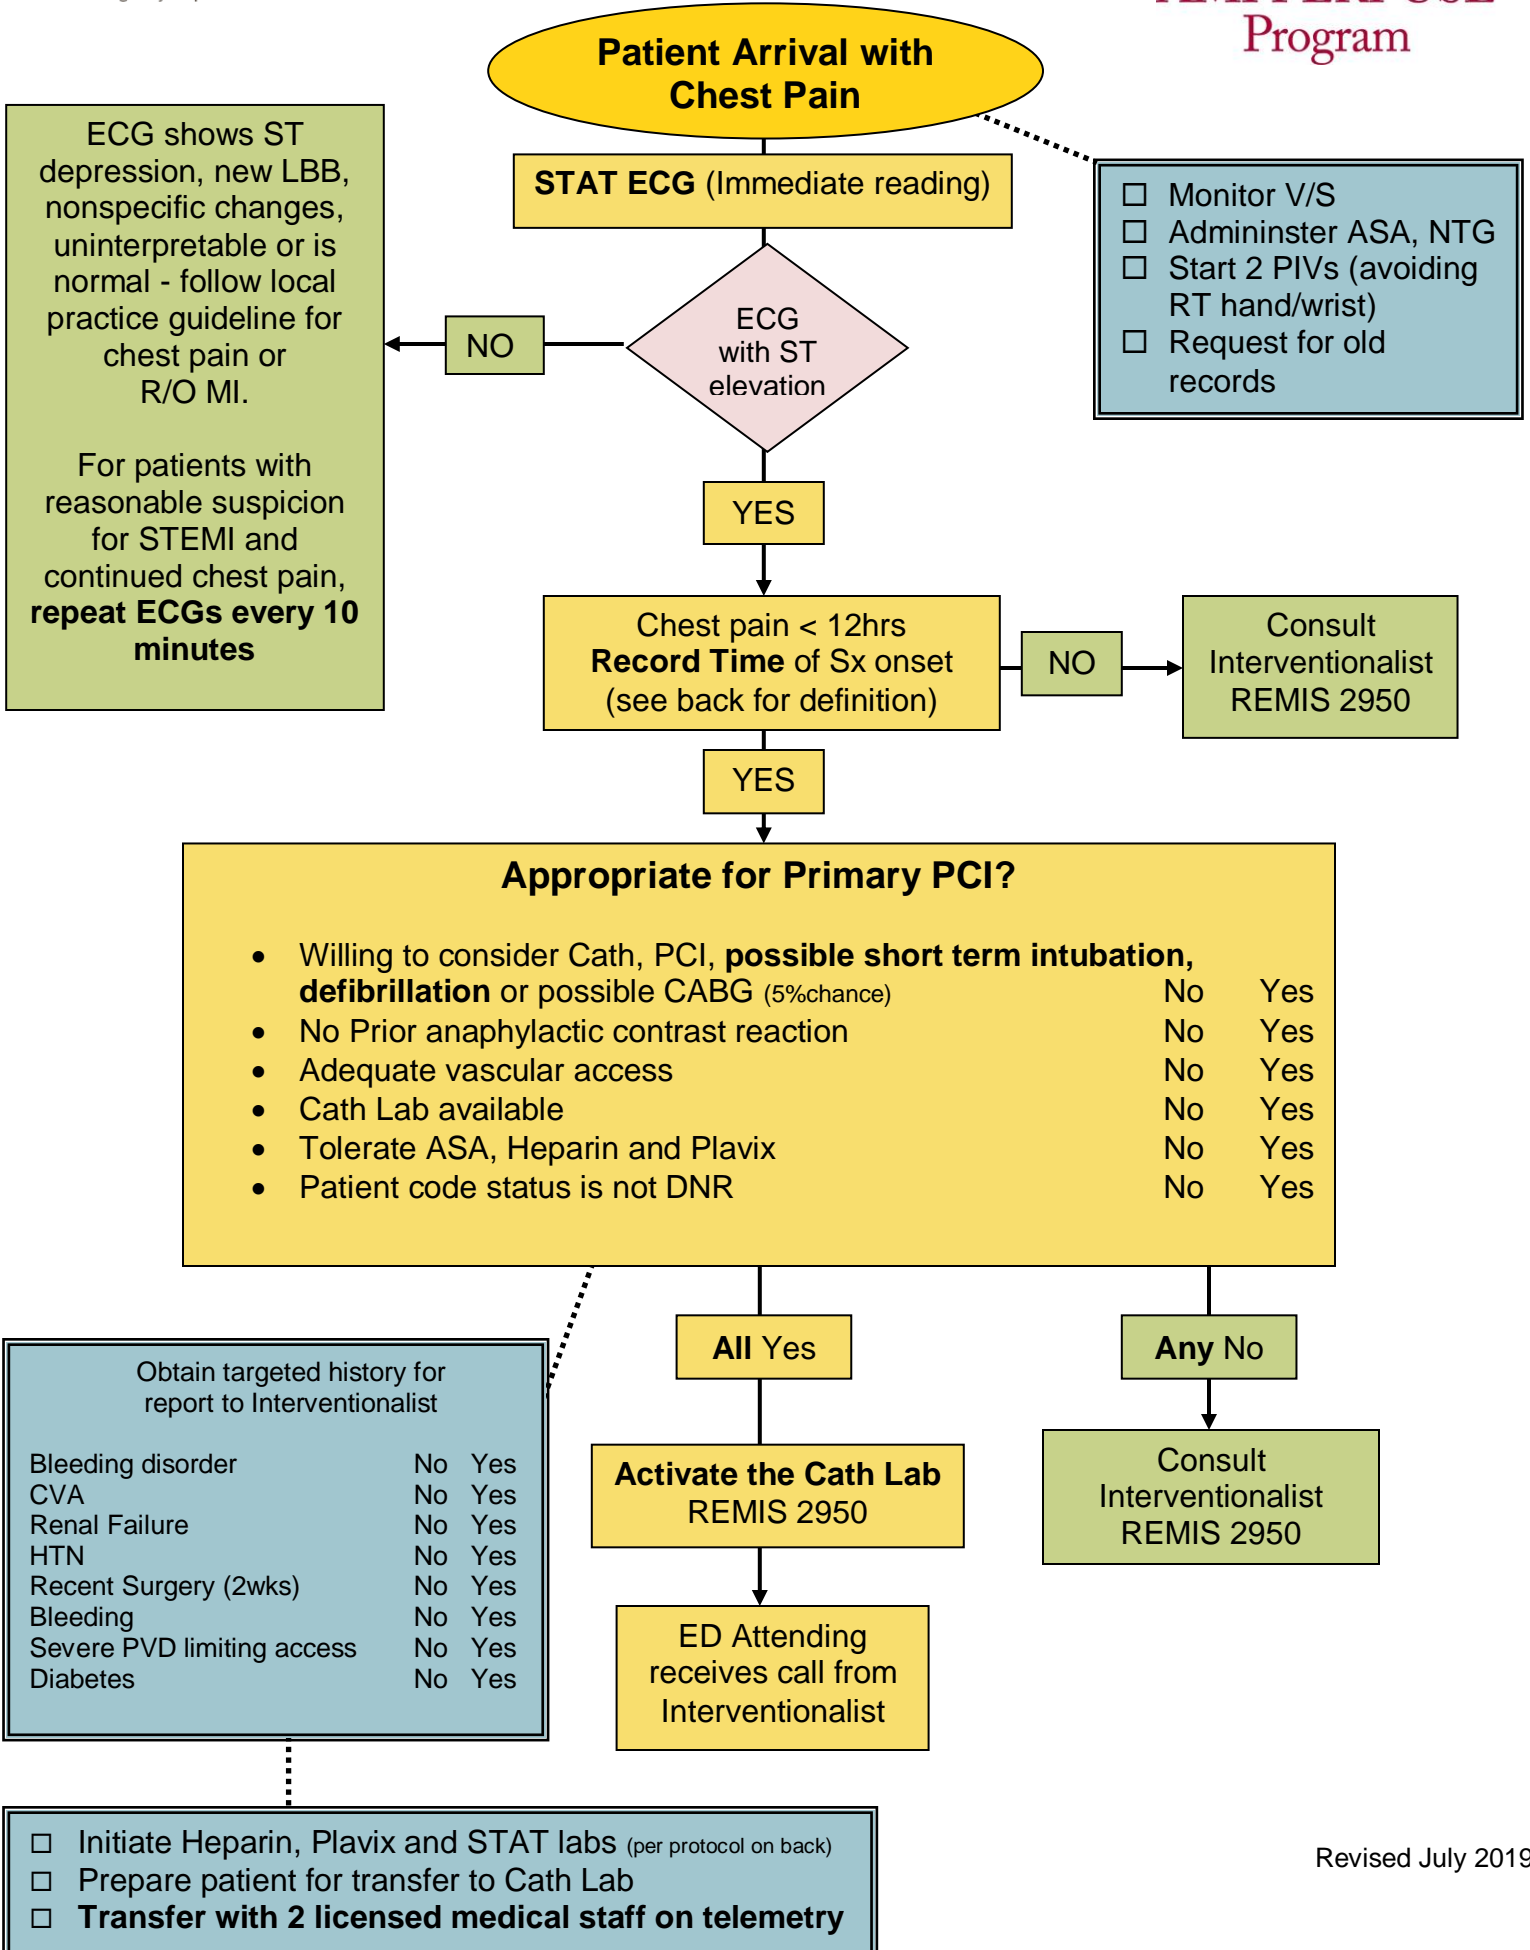 Program
Patient Arrival with
Chest Pain
STAT ECG (Immediate reading)
ECG shows ST
depression, new LBB,
nonspecific changes,
uninterpretable or is
normal - follow local
practice guideline for
chest pain or
R/O MI.
For patients with
reasonable suspicion
for STEMI and
continued chest pain,
repeat ECGs every 10
minutes
NO
ECG
with ST
elevation
☐ Monitor V/S
☐ Admininster ASA, NTG
☐ Start 2 PIVs (avoiding
RT hand/wrist)
☐ Request for old
records
YES
Chest pain < 12hrs
Record Time of Sx onset
(see back for definition)
NO
Consult
Interventionalist
REMIS 2950
YES
Appropriate for Primary PCI?
• Willing to consider Cath, PCI, possible short term intubation,
defibrillation or possible CABG (5%chance) No Yes
• No Prior anaphylactic contrast reaction No Yes
• Adequate vascular access No Yes
• Cath Lab available No Yes
• Tolerate ASA, Heparin and Plavix No Yes
• Patient code status is not DNR No Yes
All Yes
Any No
Obtain targeted history for
report to Interventionalist
Bleeding disorder No Yes
CVA No Yes
Renal Failure No Yes
HTN No Yes
Recent Surgery (2wks) No Yes
Bleeding No Yes
Severe PVD limiting access No Yes
Diabetes No Yes
Activate the Cath Lab
REMIS 2950
Consult
Interventionalist
REMIS 2950
ED Attending
receives call from
Interventionalist
☐ Initiate Heparin, Plavix and STAT labs (per protocol on back)
☐ Prepare patient for transfer to Cath Lab
☐ Transfer with 2 licensed medical staff on telemetry
Revised July 2019